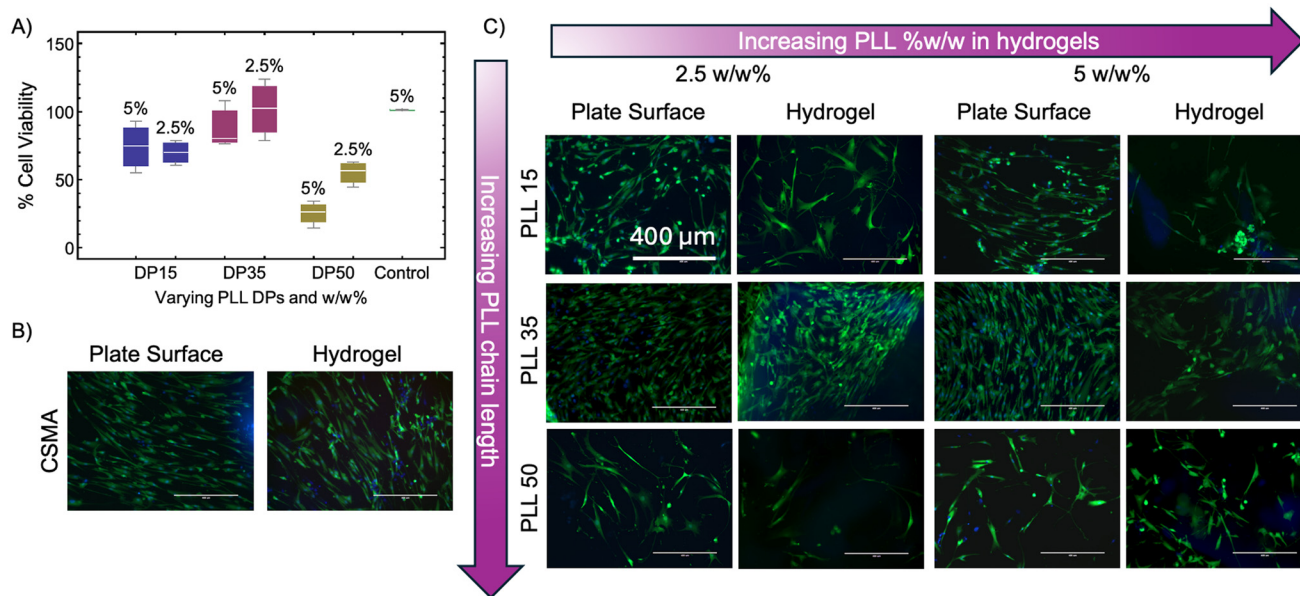 A)
150
100
50
0
% Cell Viability
5%
2.5%
5%
2.5%
5%
2.5%
5%
DP15
DP35
DP50
Control
Varying PLL DPs and w/w%
B)
Plate Surface
Hydrogel
CSMA
Increasing PLL chain length
C)
Increasing PLL %w/w in hydrogels
2.5 w/w%
5 w/w%
Plate Surface
Hydrogel
Plate Surface
Hydrogel
PLL 15
400 µm
PLL 35
PLL 50